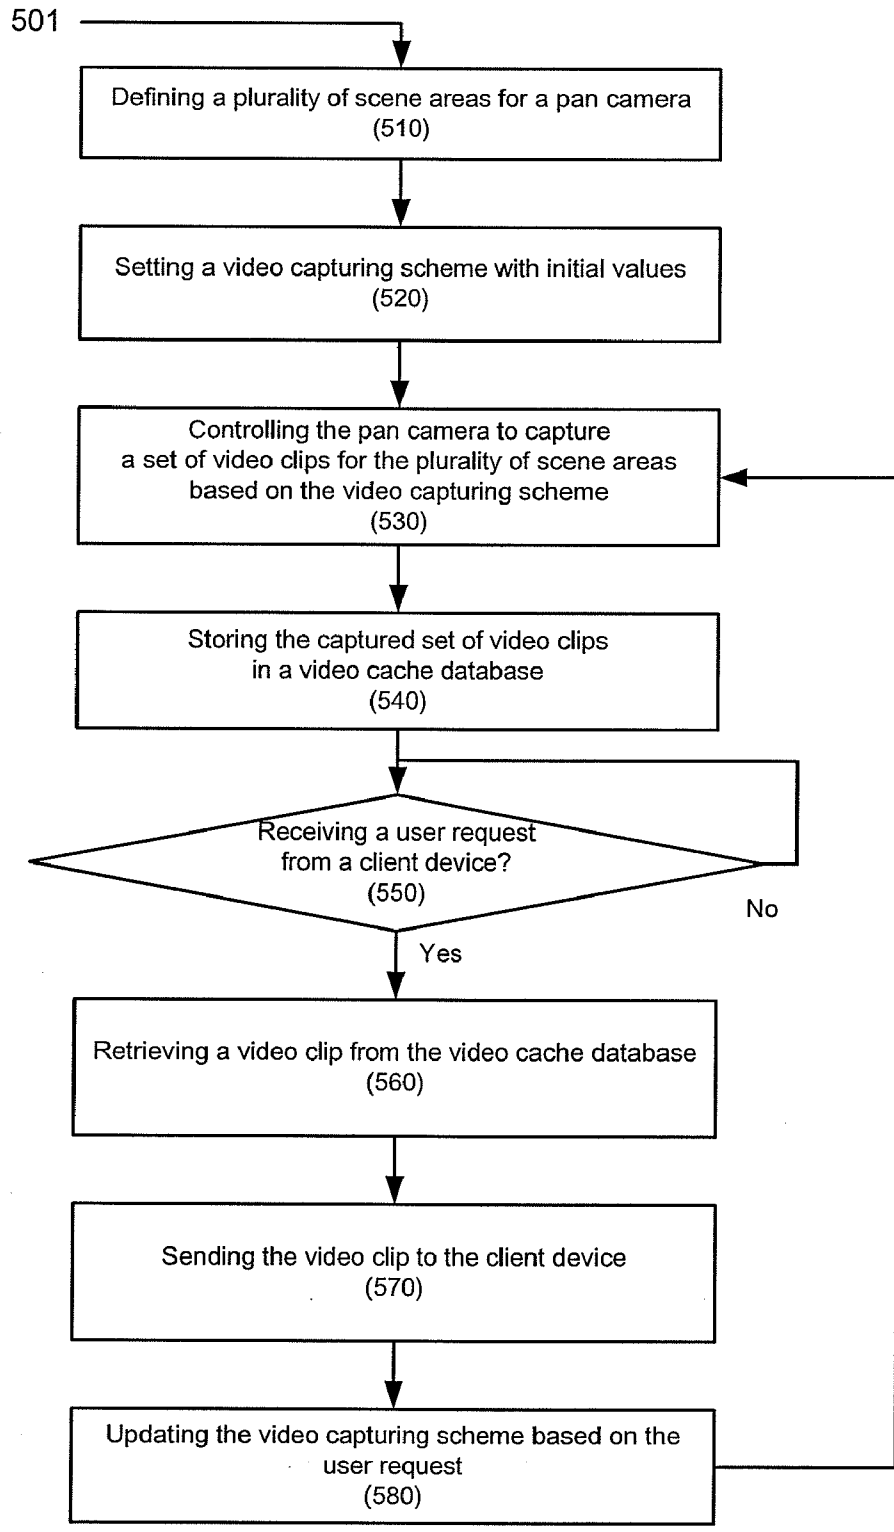 501
Defining a plurality of scene areas for a pan camera
(510)
Setting a video capturing scheme with initial values
(520)
Controlling the pan camera to capture
a set of video clips for the plurality of scene areas
based on the video capturing scheme
(530)
Storing the captured set of video clips
in a video cache database
(540)
Receiving a user request
from a client device?
(550)
No
Yes
Retrieving a video clip from the video cache database
(560)
Sending the video clip to the client device
(570)
Updating the video capturing scheme based on the
user request
(580)